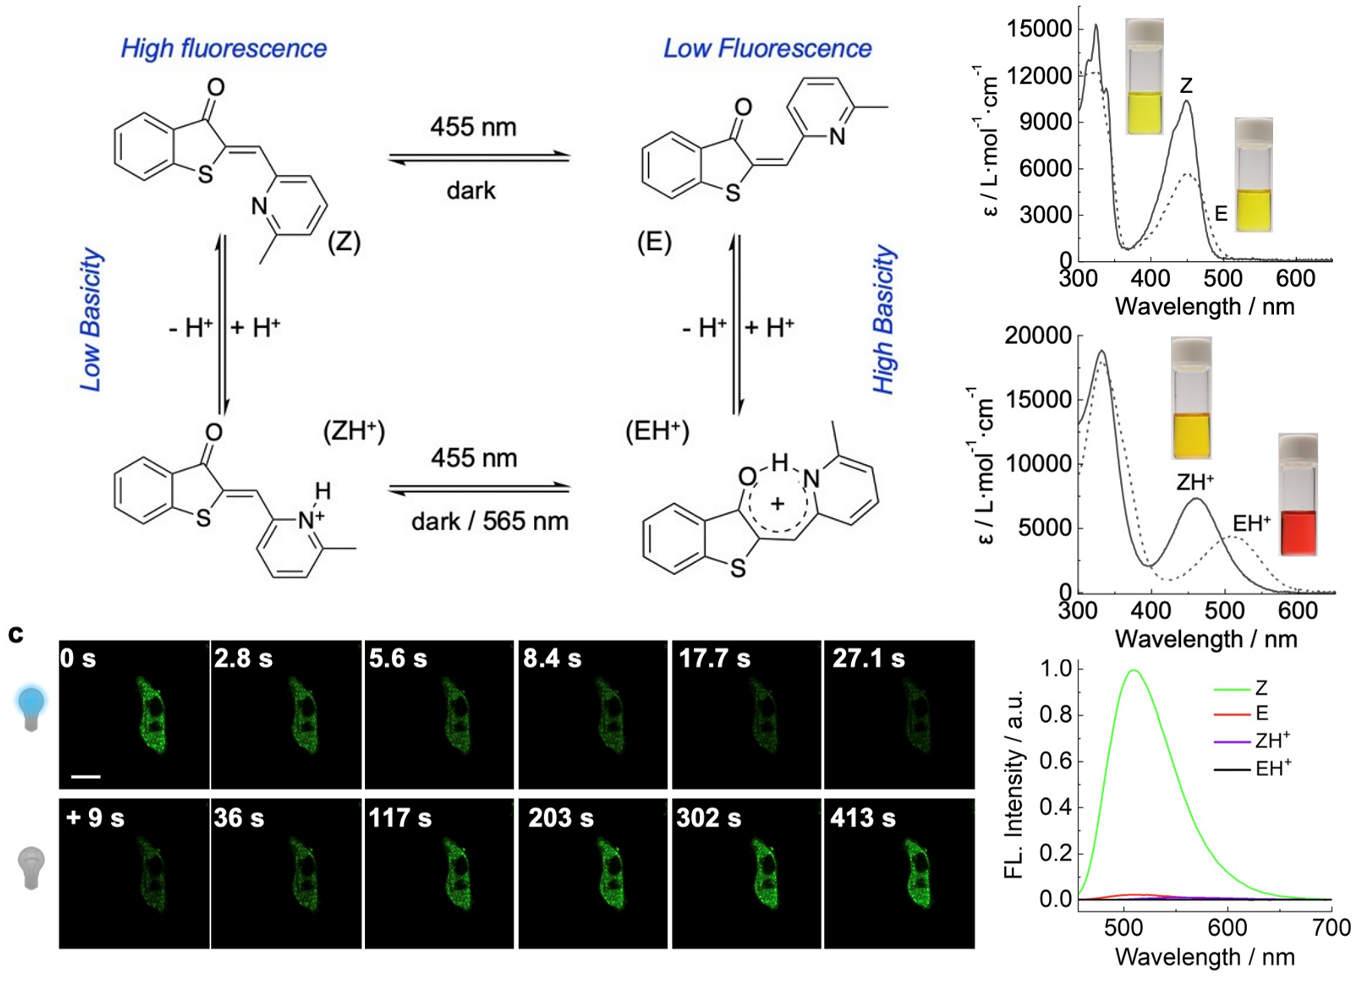 High fluorescence
Low Fluorescence
O
S
N
(Z)
455 nm
dark
O
S
N
(E)
Low Basicity
- H⁺ + H⁺
- H⁺ + H⁺
High Basicity
(ZH⁺)
O
S
H
N⁺
455 nm
dark / 565 nm
(EH⁺)
O
H
N
+
S
ε / L·mol⁻¹·cm⁻¹
15000
12000
9000
6000
3000
0
Z
E
300 400 500 600
Wavelength / nm
ε / L·mol⁻¹·cm⁻¹
20000
15000
10000
5000
0
ZH⁺
EH⁺
300 400 500 600
Wavelength / nm
c
0 s 2.8 s 5.6 s 8.4 s 17.7 s 27.1 s
+ 9 s 36 s 117 s 203 s 302 s 413 s
FL. Intensity / a.u.
1.0
0.8
0.6
0.4
0.2
0.0
Z
E
ZH⁺
EH⁺
500 600 700
Wavelength / nm